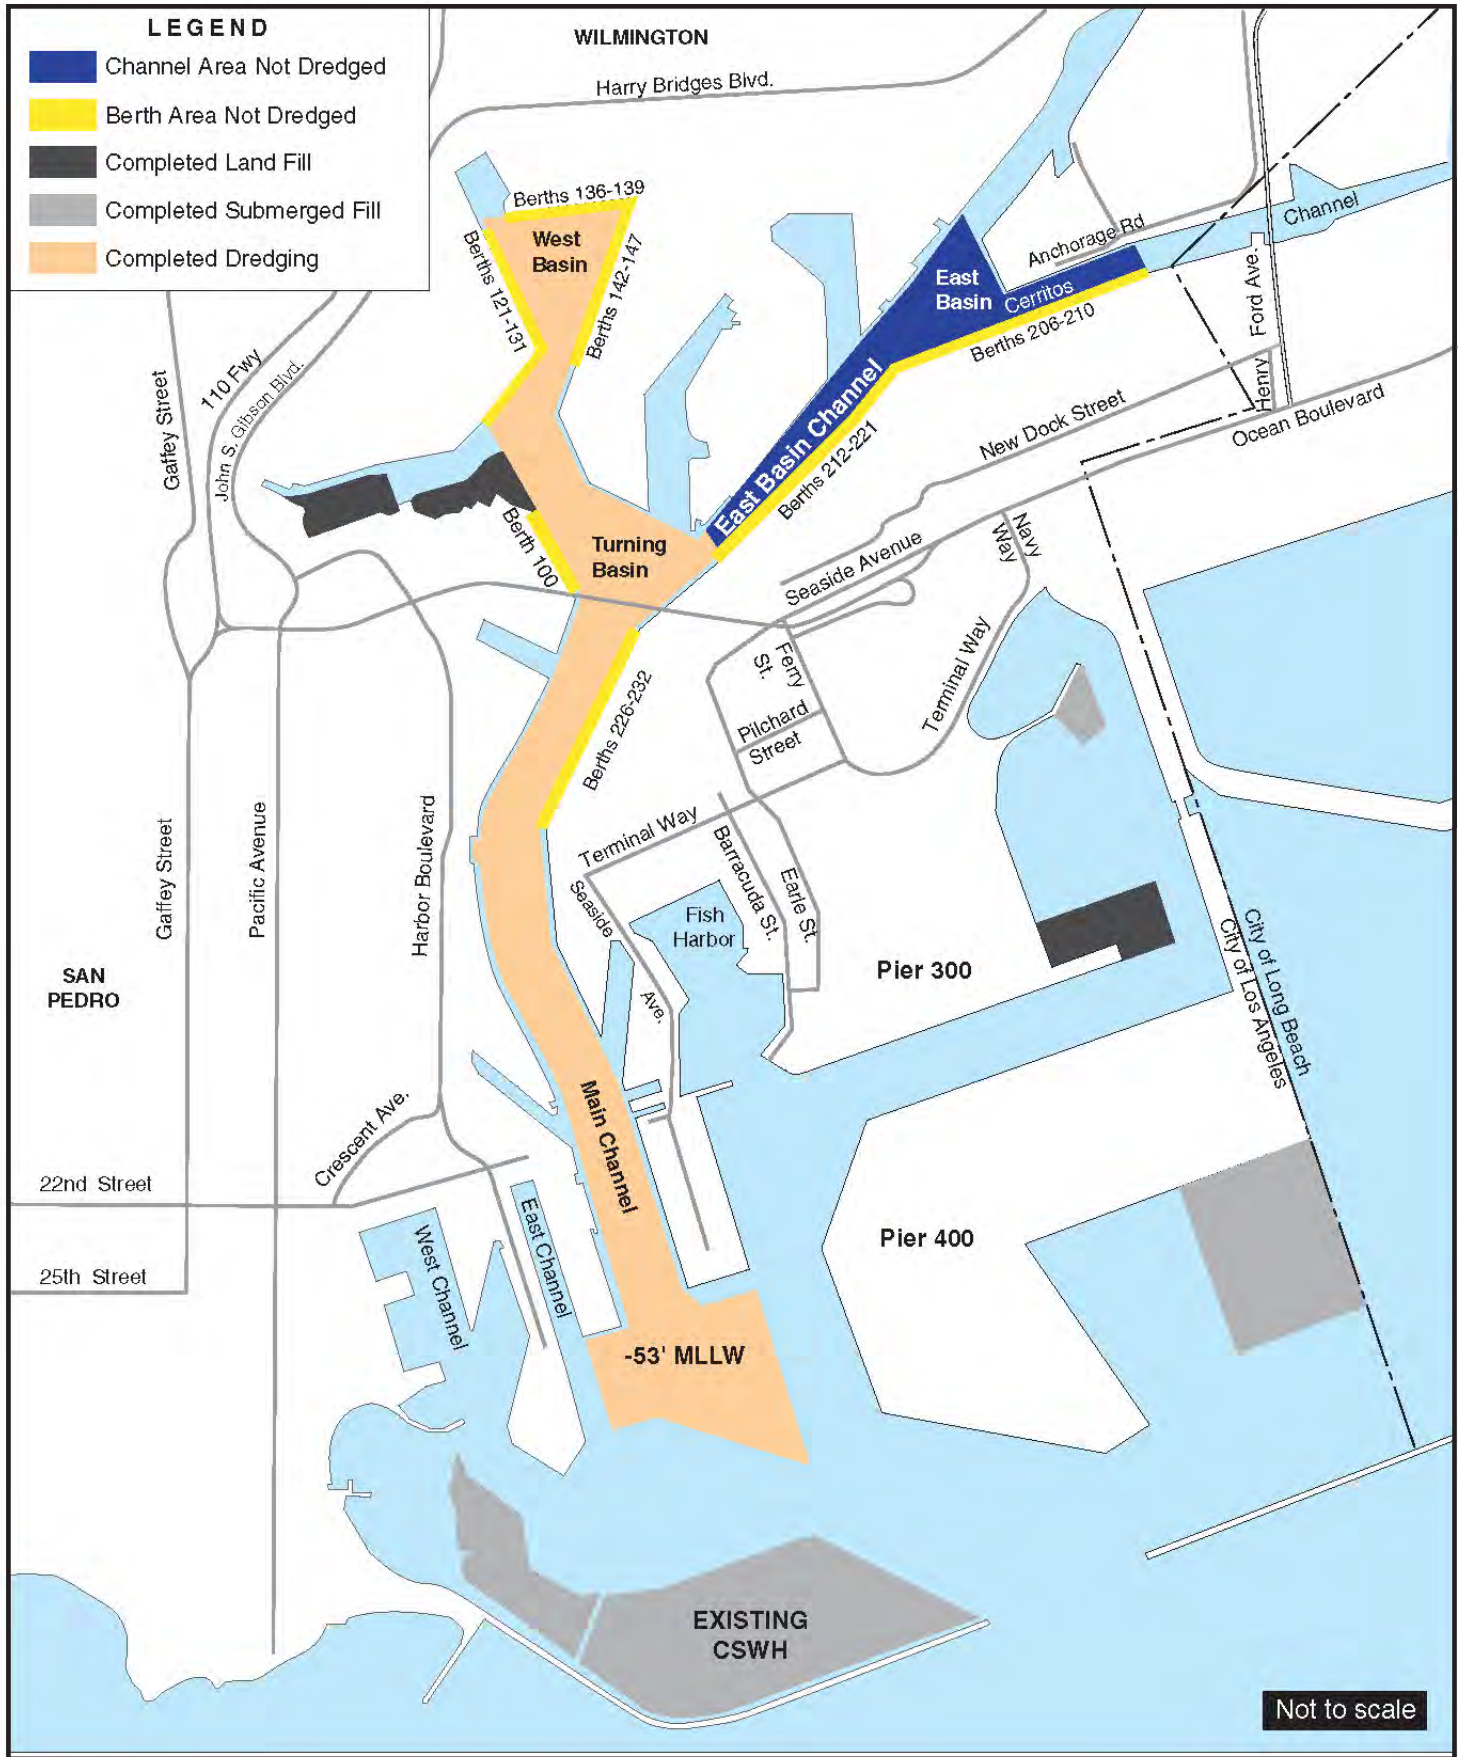 LEGEND
Channel Area Not Dredged
Berth Area Not Dredged
Completed Land Fill
Completed Submerged Fill
Completed Dredging
WILMINGTON
Harry Bridges Blvd.
Berths 136-139
West
Basin
Berths 121-131
Berths 142-147
East
Basin
Cerritos
Channel
Anchorage Rd
Berths 206-210
Henry Ford Ave.
East Basin Channel
Berths 212-221
New Dock Street
Ocean Boulevard
Gaffey Street
110 Fwy
John S. Gibson Blvd.
Berth 100
Turning
Basin
Seaside Avenue
Navy
Way
Ferry
St.
Pilchard
Street
Terminal Way
Berths 226-232
Gaffey Street
Pacific Avenue
Harbor Boulevard
Terminal Way
Barracuda St.
Earle St.
Seaside
Ave.
Fish
Harbor
Pier 300
City of Long Beach
City of Los Angeles
SAN
PEDRO
Main Channel
Crescent Ave.
22nd Street
25th Street
West Channel
East Channel
Pier 400
-53' MLLW
EXISTING
CSWH
Not to scale